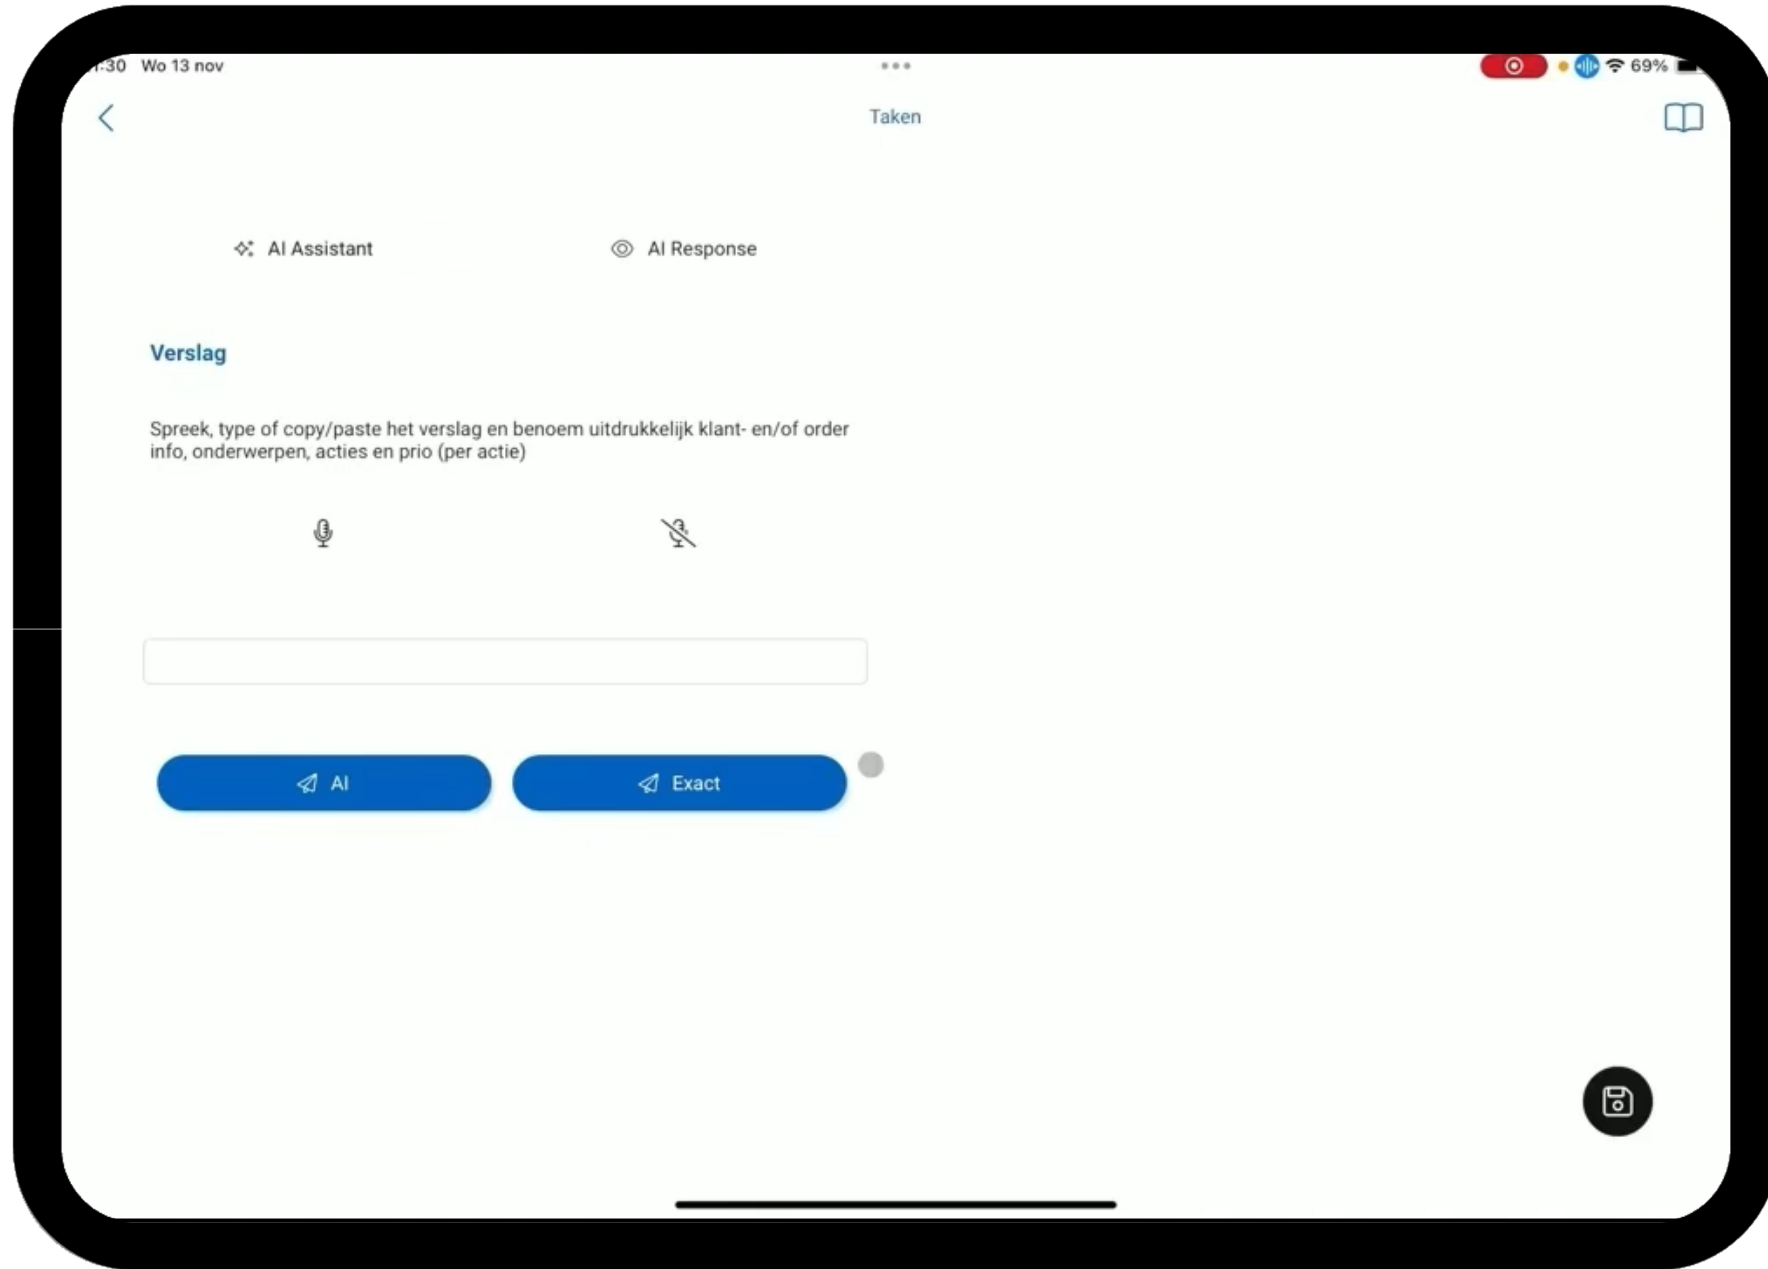 :30 Wo 13 nov
69%
Taken
AI Assistant
AI Response
Verslag
Spreek, type of copy/paste het verslag en benoem uitdrukkelijk klant- en/of order
info, onderwerpen, acties en prio (per actie)
AI
Exact